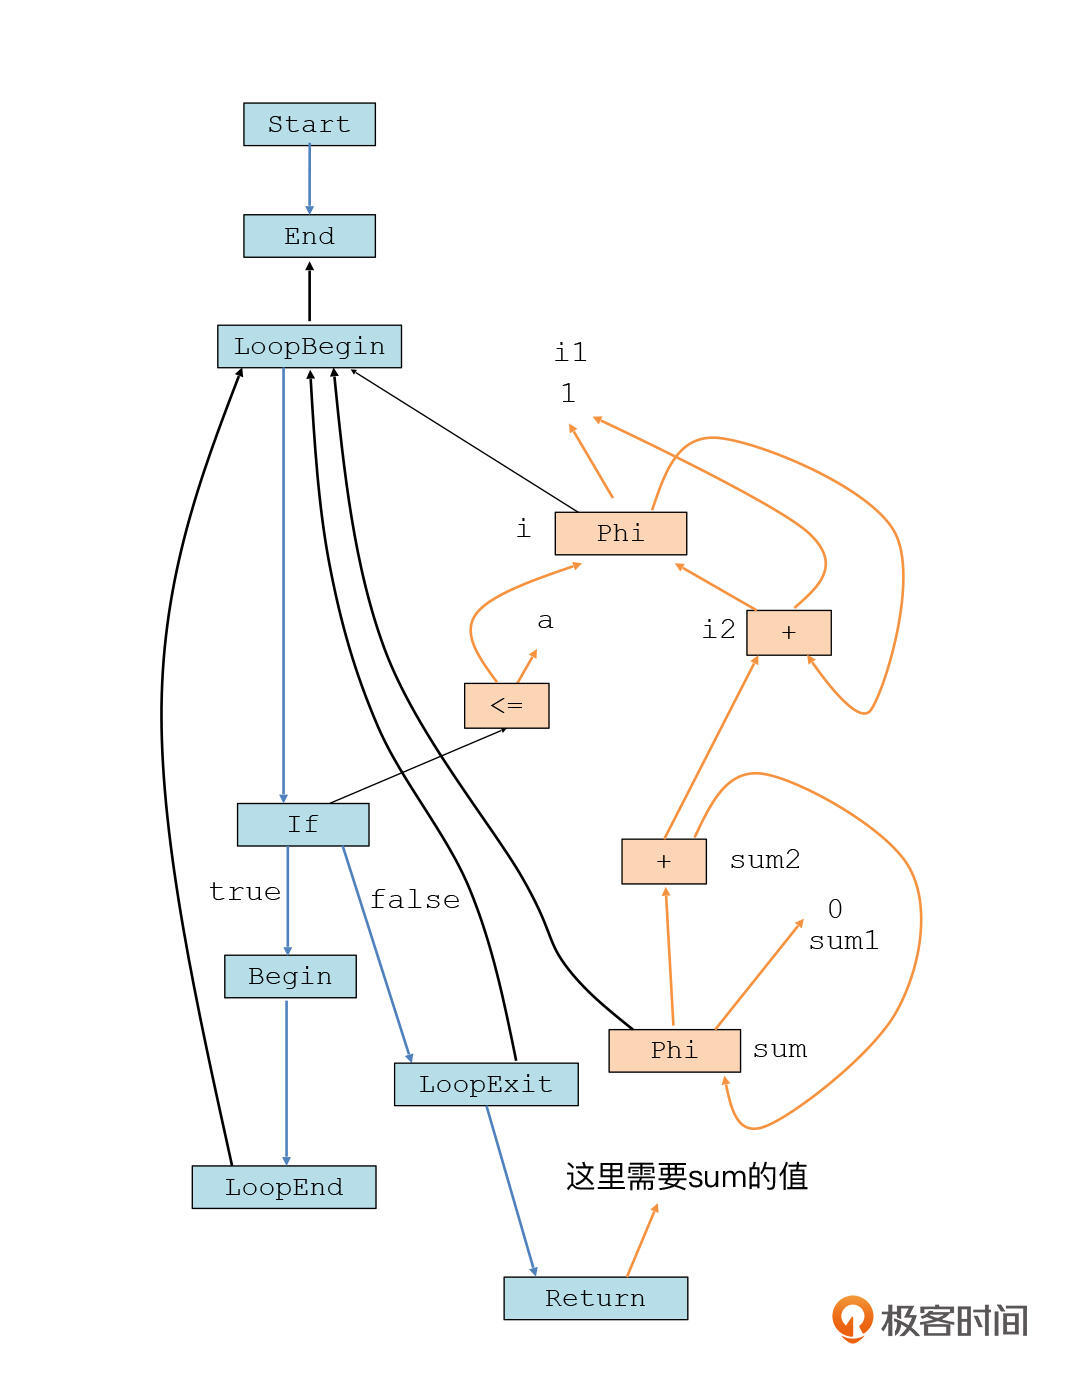 Start
End
LoopBegin
i1
1
i
Phi
a
i2
+
<=
If
true
false
+
sum2
0
sum1
Begin
Phi
sum
LoopExit
LoopEnd
这里需要sum的值
Return
极客时间